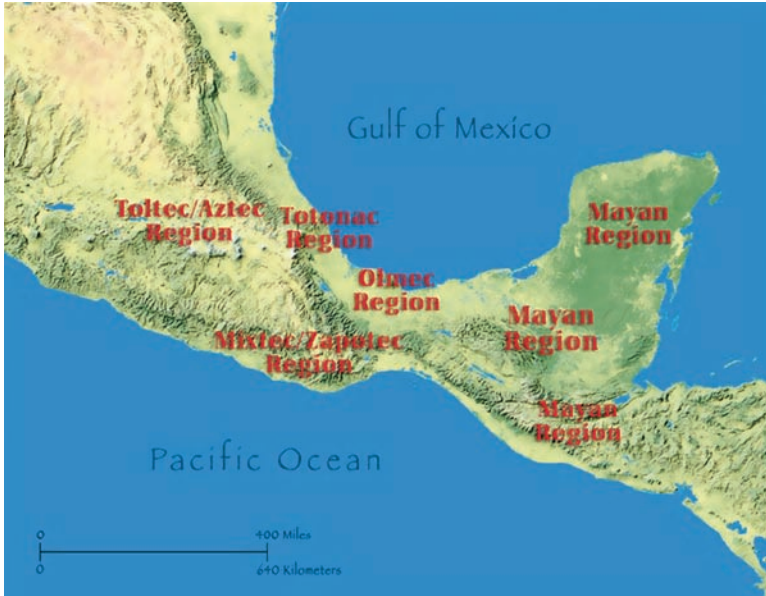 Gulf of Mexico
Toltec/Aztec
Region
Totonac
Region
Mayan
Region
Olmec
Region
Mayan
Region
Mixtec/Zapotec
Region
Mayan
Region
Pacific Ocean
0 400 Miles
0 640 Kilometers